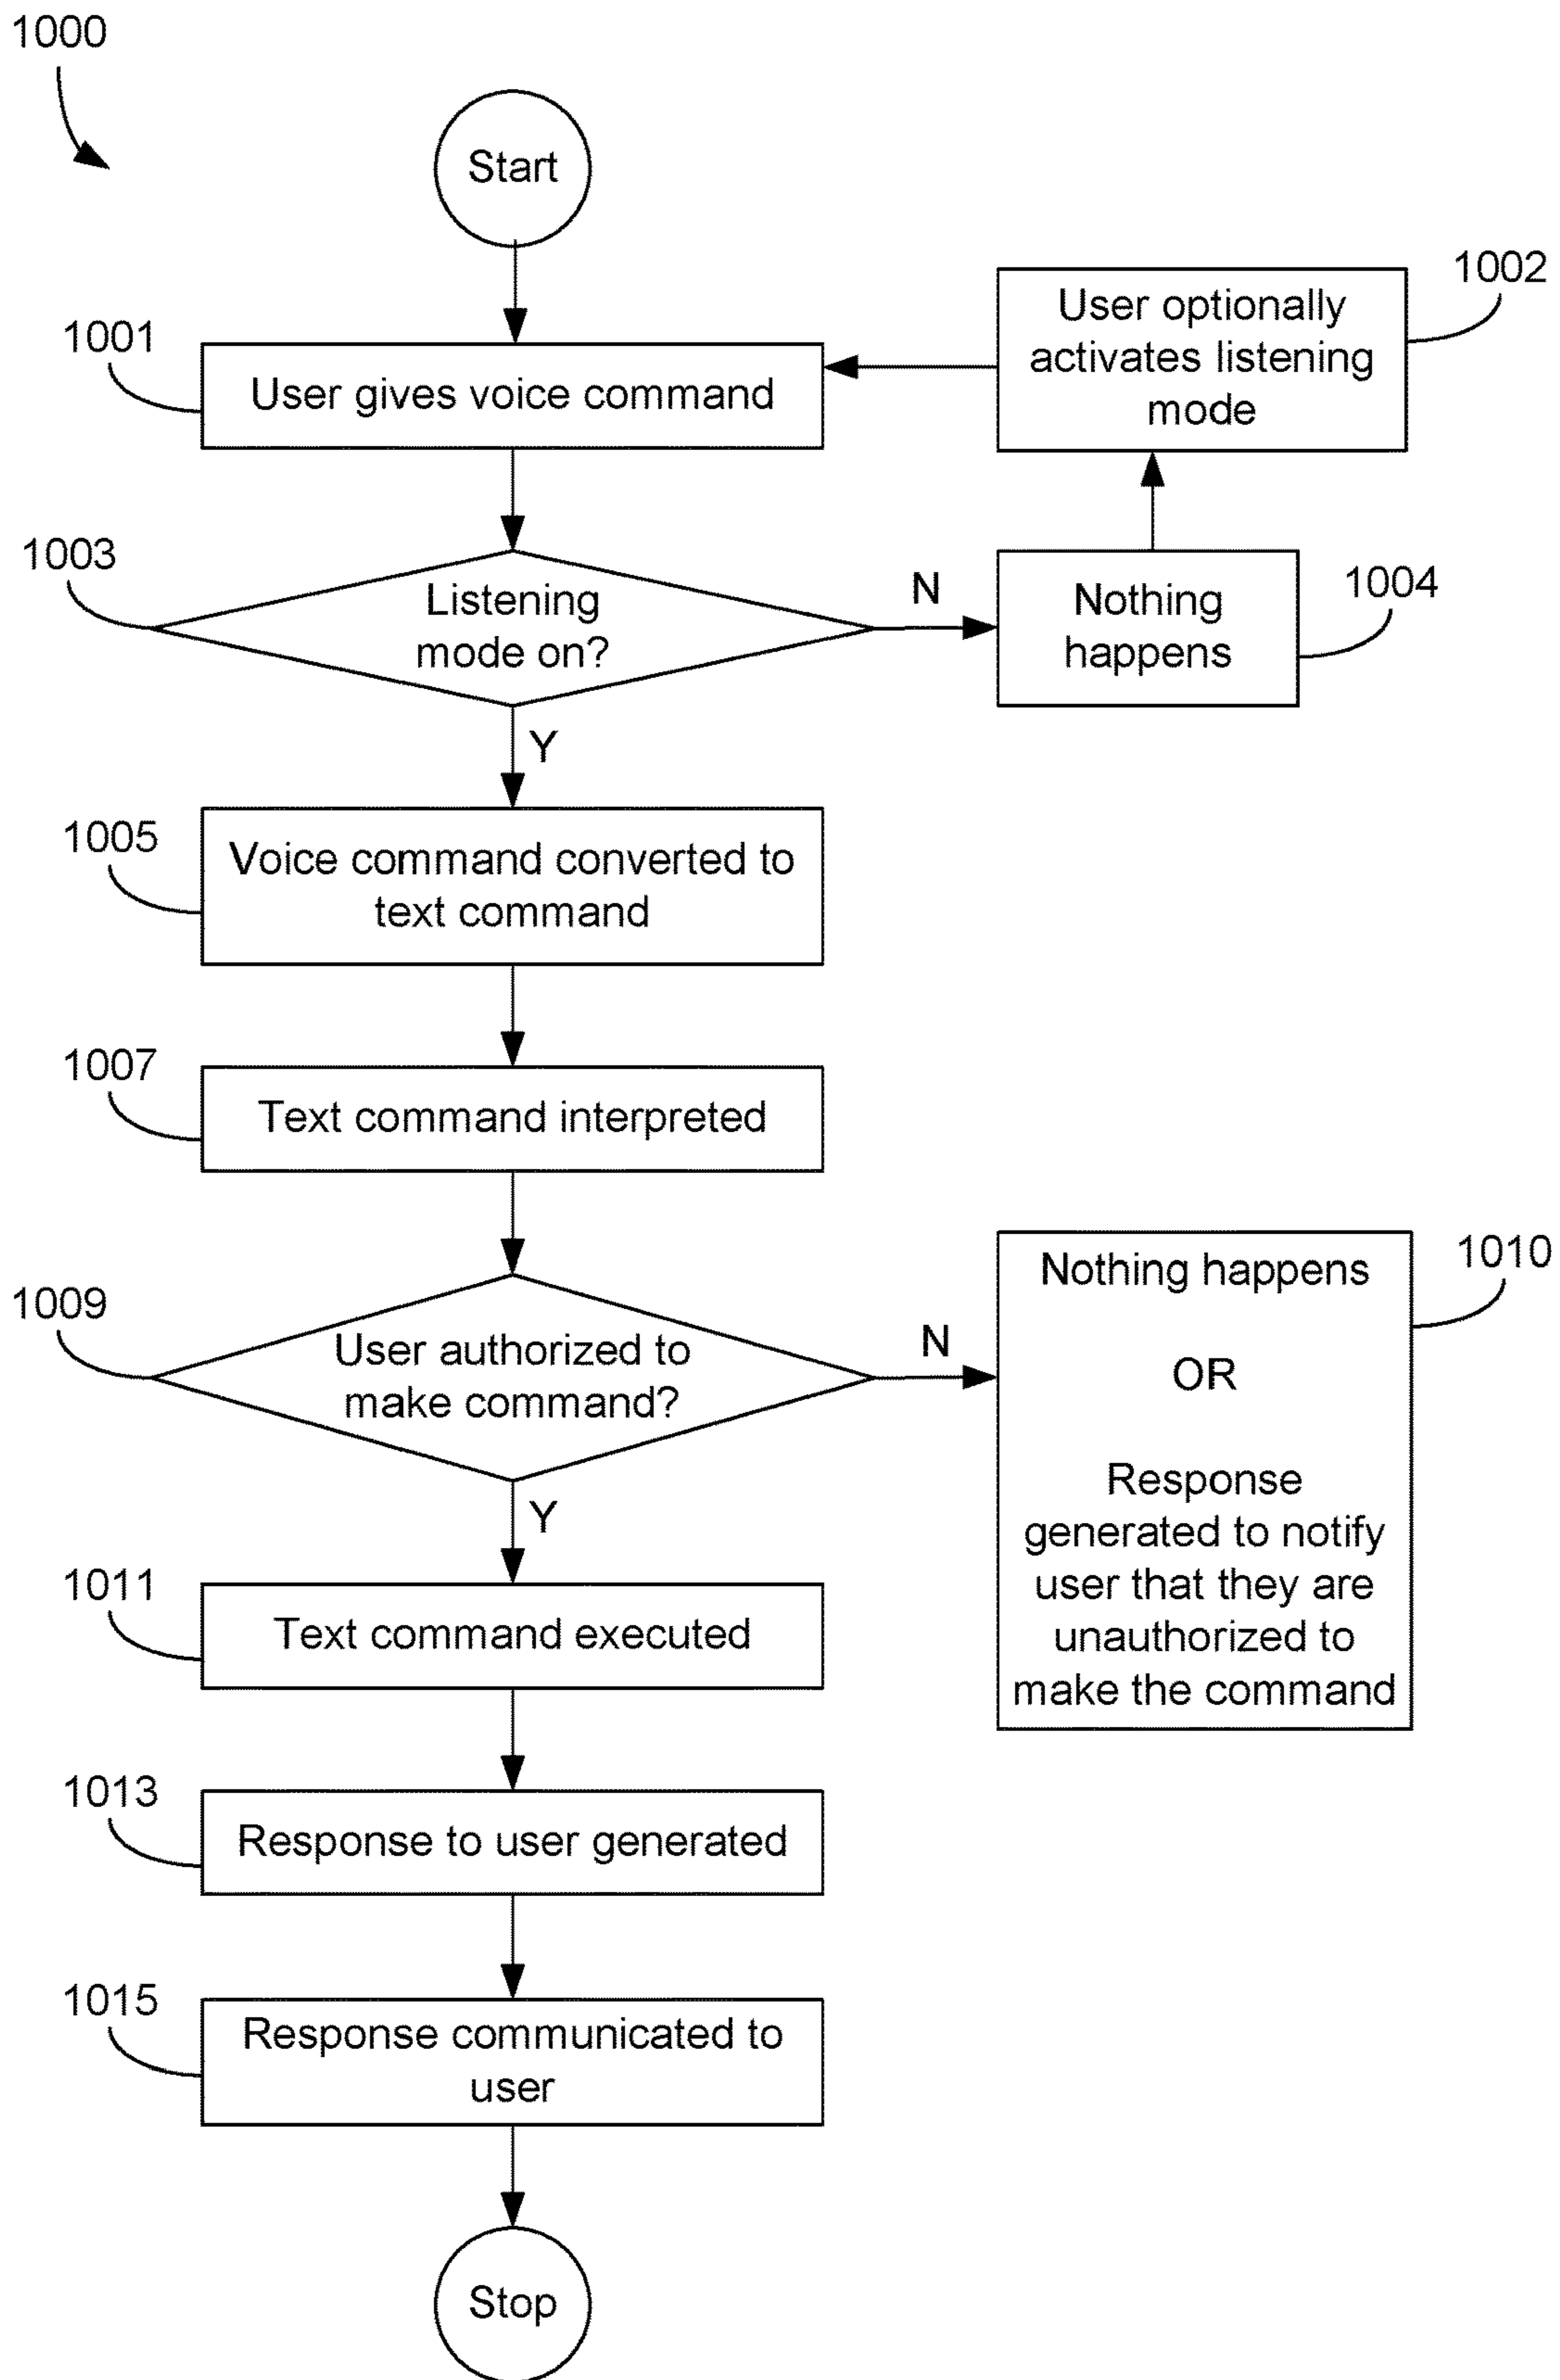 1000
Start
1002
User optionally
activates listening
mode
1001
User gives voice command
1003
Listening
mode on?
N
1004
Nothing
happens
Y
1005
Voice command converted to
text command
1007
Text command interpreted
1009
User authorized to
make command?
N
1010
Nothing happens
OR
Response
generated to notify
user that they are
unauthorized to
make the command
Y
1011
Text command executed
1013
Response to user generated
1015
Response communicated to
user
Stop